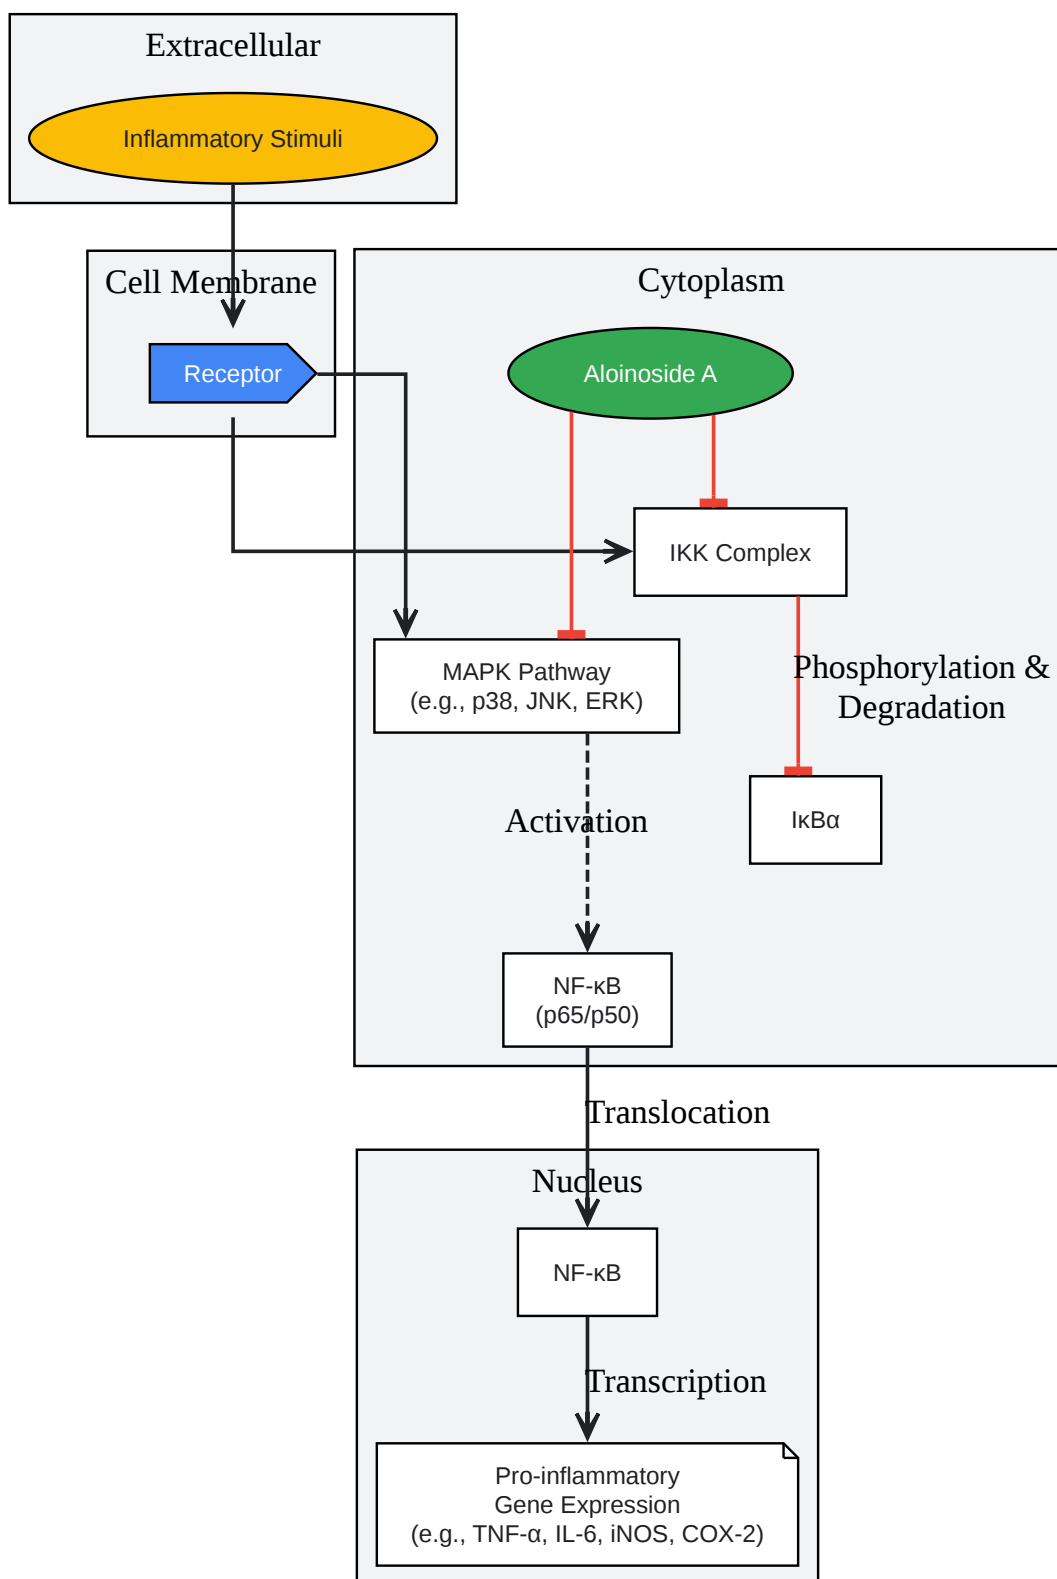 Extracellular
Inflammatory Stimuli
Cell Membrane
Cytoplasm
Receptor
Aloinoside A
IKK Complex
MAPK Pathway
(e.g., p38, JNK, ERK)
Phosphorylation &
Degradation
Activation
IκBα
NF-κB
(p65/p50)
Translocation
Nucleus
NF-κB
Transcription
Pro-inflammatory
Gene Expression
(e.g., TNF-α, IL-6, iNOS, COX-2)